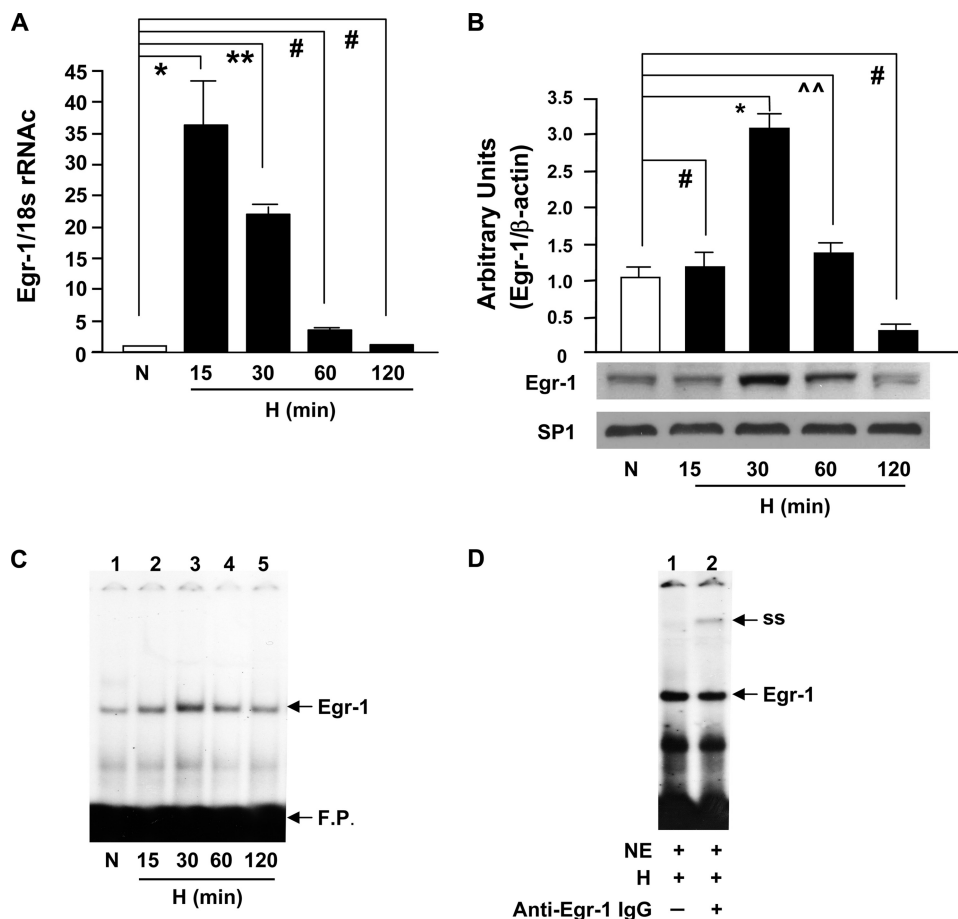 A
* ** # #
Egr-1/18s rRNAc
45
40
35
30
25
20
15
10
5
0
N 15 30 60 120
H (min)
B
# * ^^ #
Arbitrary Units
(Egr-1/β-actin)
3.5
3.0
2.5
2.0
1.5
1.0
0
Egr-1
SP1
N 15 30 60 120
H (min)
C
1 2 3 4 5
Egr-1
F.P.
N 15 30 60 120
H (min)
D
1 2
ss
Egr-1
NE + +
H + +
Anti-Egr-1 IgG – +